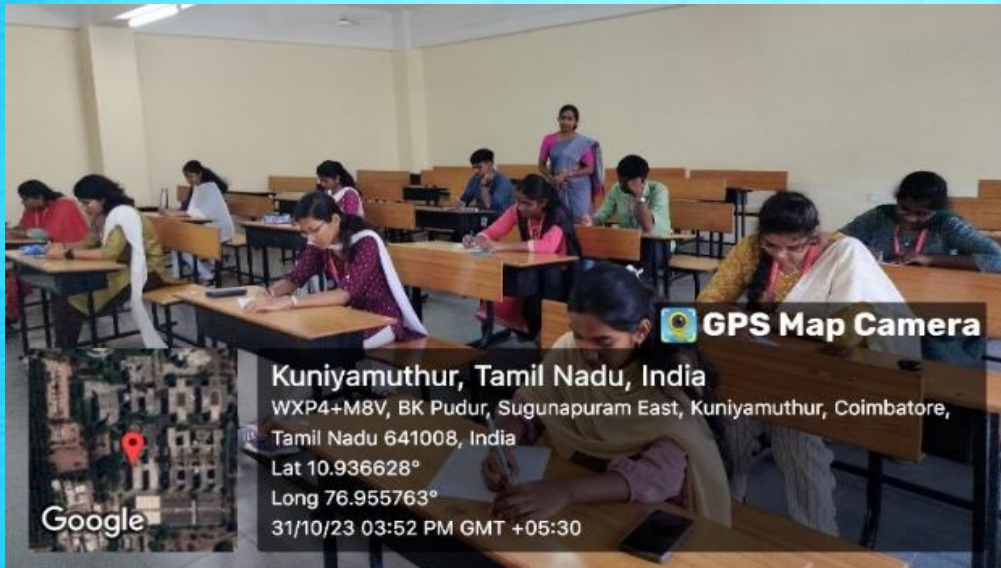 GPS Map Camera
Kuniyamuthur, Tamil Nadu, India
WXP4+M8V, BK Pudur, Sugunapuram East, Kuniyamuthur, Coimbatore,
Tamil Nadu 641008, India
Lat 10.936628°
Long 76.955763°
31/10/23 03:52 PM GMT +05:30
Google